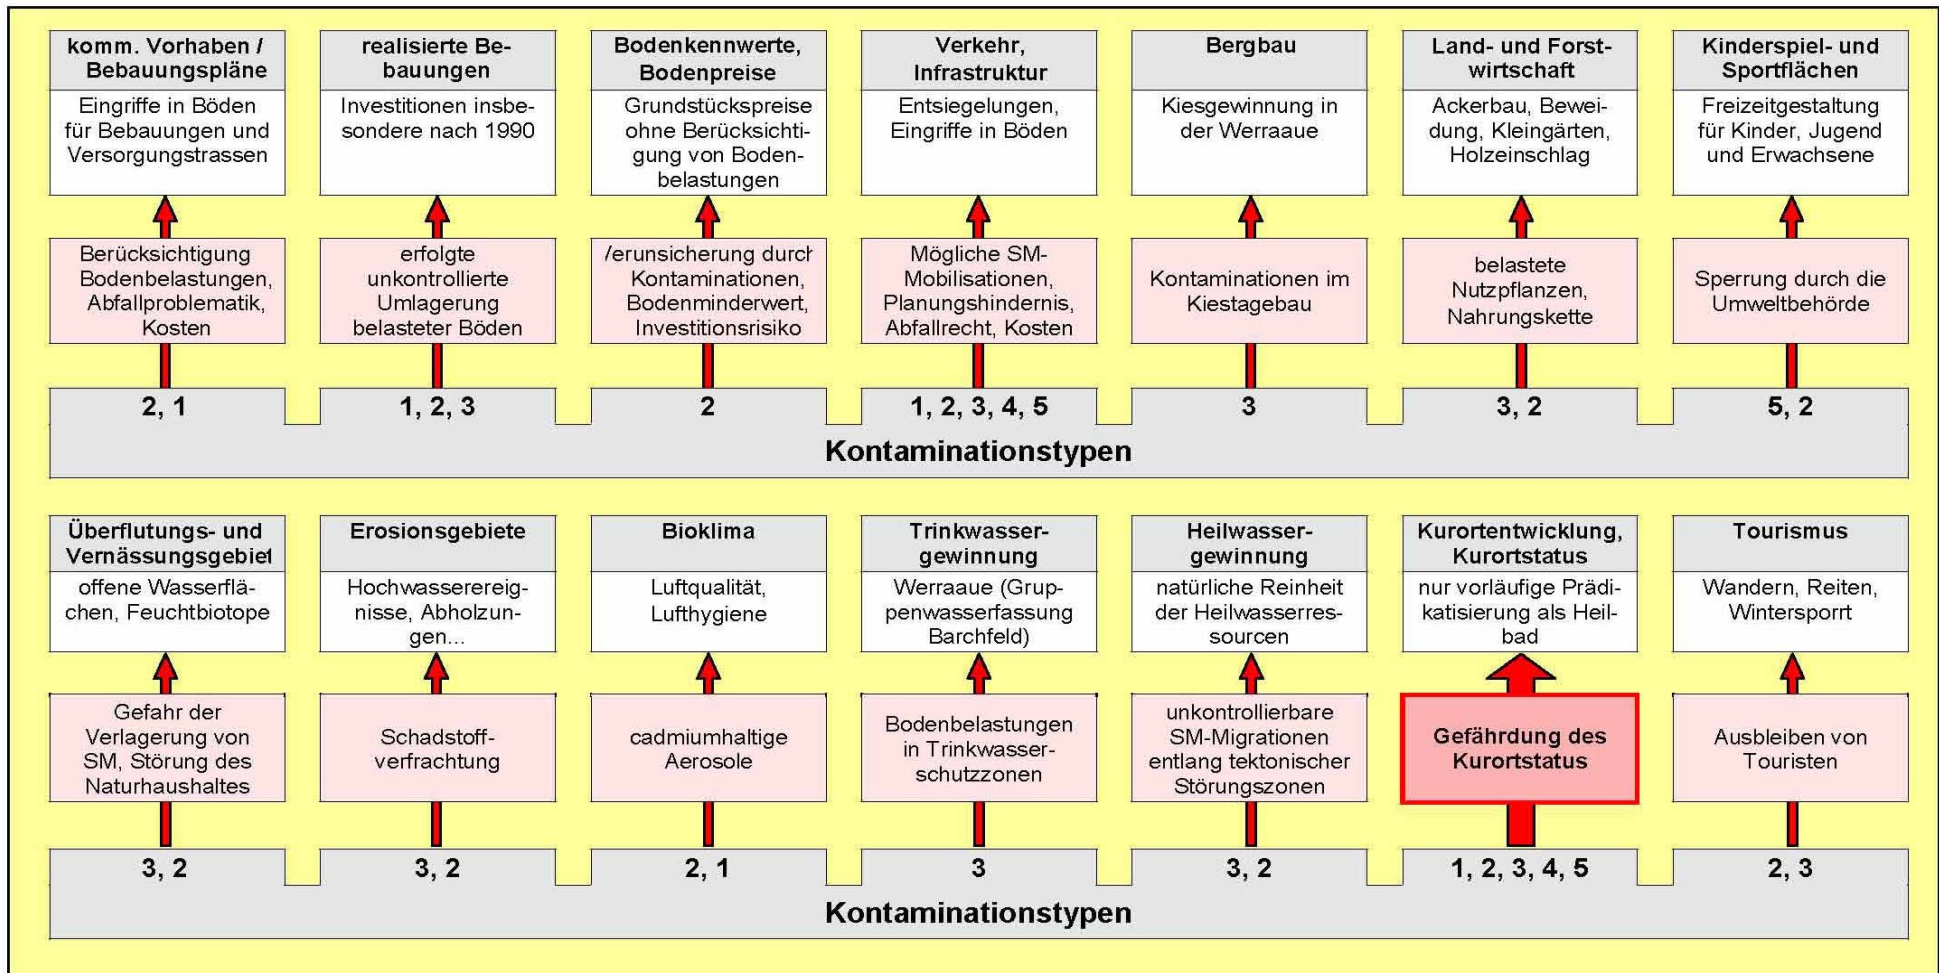 komm. Vorhaben /
Bebauungspläne
Eingriffe in Böden
für Bebauungen und
Versorgungstrassen
Berücksichtigung
Bodenbelastungen,
Abfallproblematik,
Kosten
2, 1
realisierte Be-
bauungen
Investitionen insbe-
sondere nach 1990
erfolgte
unkontrollierte
Umlagerung
belasteter Böden
1, 2, 3
Bodenkennwerte,
Bodenpreise
Grundstückspreise
ohne Berücksichti-
gung von Boden-
belastungen
/erunsicherung durch
Kontaminationen,
Bodenminderwert,
Investitionsrisiko
2
Verkehr,
Infrastruktur
Entsiegelungen,
Eingriffe in Böden
Mögliche SM-
Mobilisationen,
Planungshindernis,
Abfallrecht, Kosten
1, 2, 3, 4, 5
Bergbau
Kiesgewinnung in
der Werraaue
Kontaminationen im
Kiestagebau
3
Land- und Forst-
wirtschaft
Ackerbau, Bewei-
dung, Kleingärten,
Holzeinschlag
belastete
Nutzpflanzen,
Nahrungskette
3, 2
Kinderspiel- und
Sportflächen
Freizeitgestaltung
für Kinder, Jugend
und Erwachsene
Sperrung durch die
Umweltbehörde
5, 2
Kontaminationstypen
Überflutungs- und
Vernässungsgebiet
offene Wasserflä-
chen, Feuchtbiotope
Gefahr der
Verlagerung von
SM, Störung des
Naturhaushaltes
3, 2
Erosionsgebiete
Hochwasserereig-
nisse, Abholzun-
gen...
Schadstoff-
verfrachtung
3, 2
Bioklima
Luftqualität,
Lufthygiene
cadmiumhaltige
Aerosole
2, 1
Trinkwasser-
gewinnung
Werraaue (Grup-
penwasserfassung
Barchfeld)
Bodenbelastungen
in Trinkwasser-
schutzzonen
3
Heilwasser-
gewinnung
natürliche Reinheit
der Heilwasserres-
sourcen
unkontrollierbare
SM-Migrationen
entlang tektonischer
Störungszonen
3, 2
Kurortentwicklung,
Kurortstatus
nur vorläufige Prädi-
katisierung als Heil-
bad
Gefährdung des
Kurortstatus
1, 2, 3, 4, 5
Tourismus
Wandern, Reiten,
Wintersporrt
Ausbleiben von
Touristen
2, 3
Kontaminationstypen